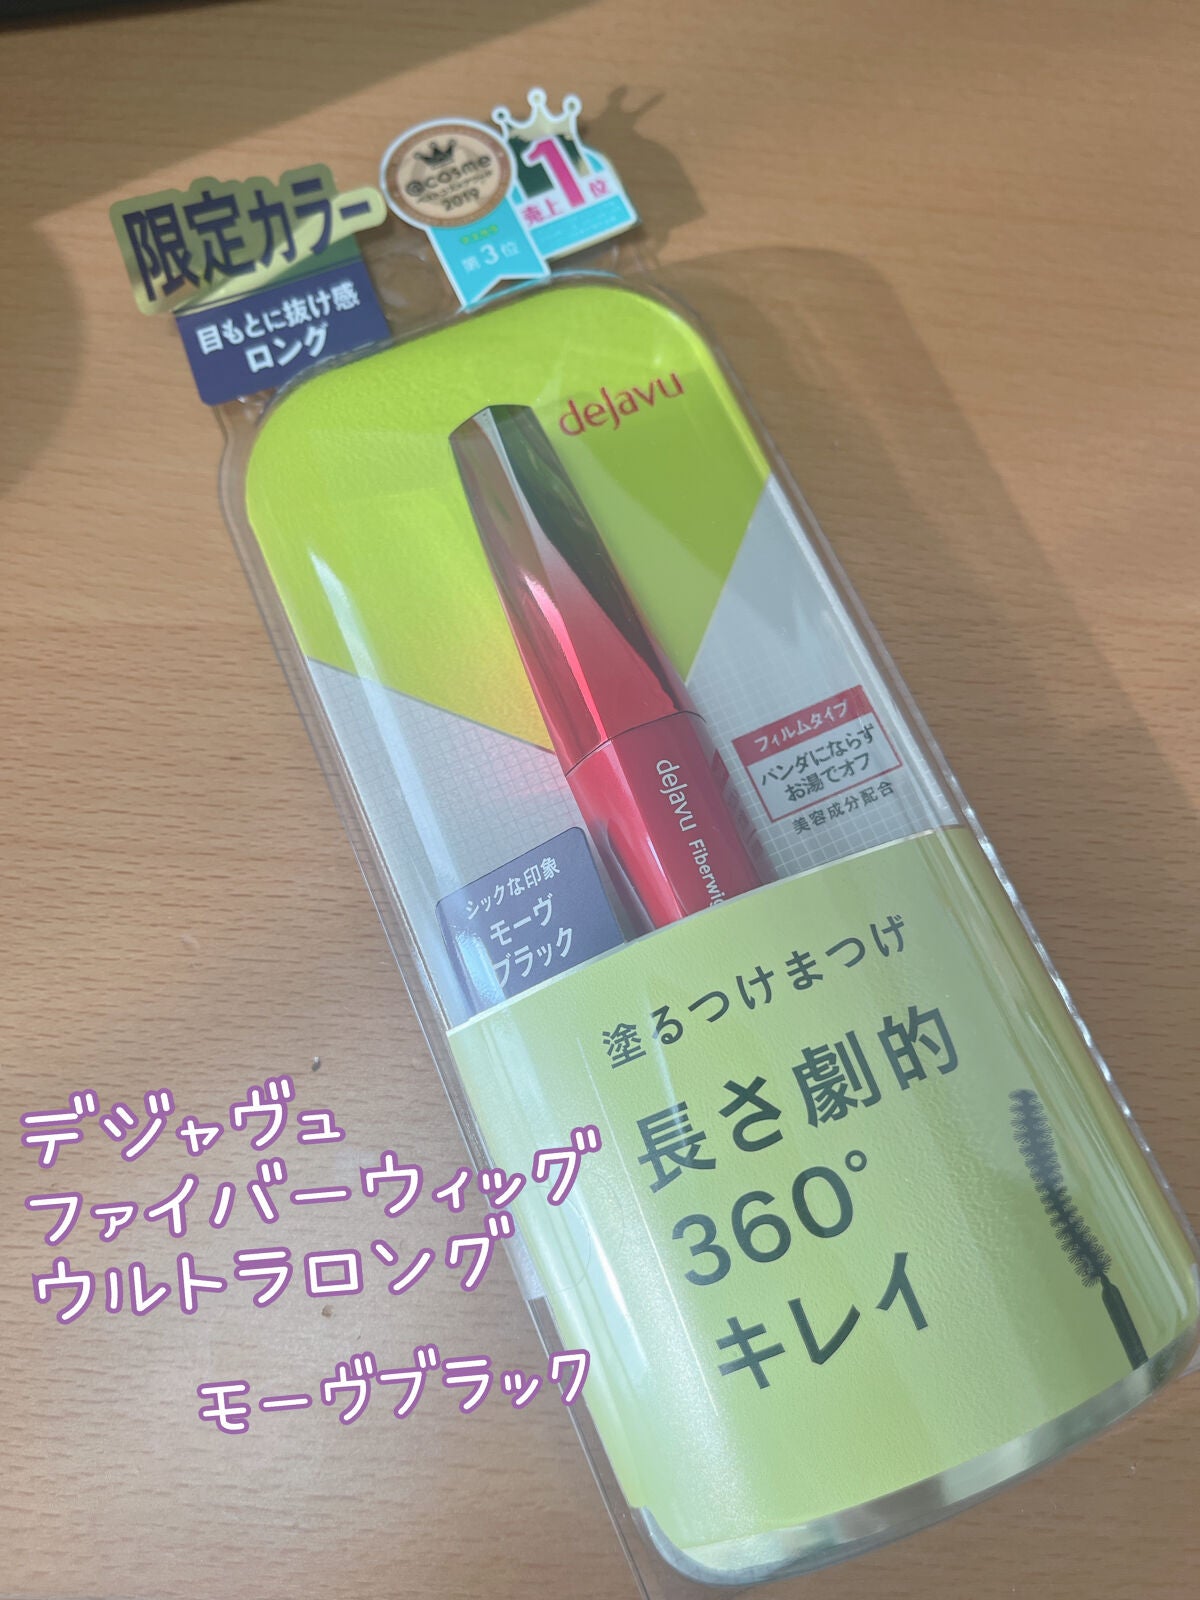 限定カラー
目もとに抜け感
ロング
@cosme
2019
第3位
1
売上
位
dejavu
フィルムタイプ
パンダにならず
お湯でオフ
美容成分配合
dejavu Fiberwig
シックな印象
モーヴ
ブラック
塗るつけまつげ
長さ劇的
360°
キレイ
デジャヴュ
ファイバーウィッグ
ウルトラロング
モーヴブラック